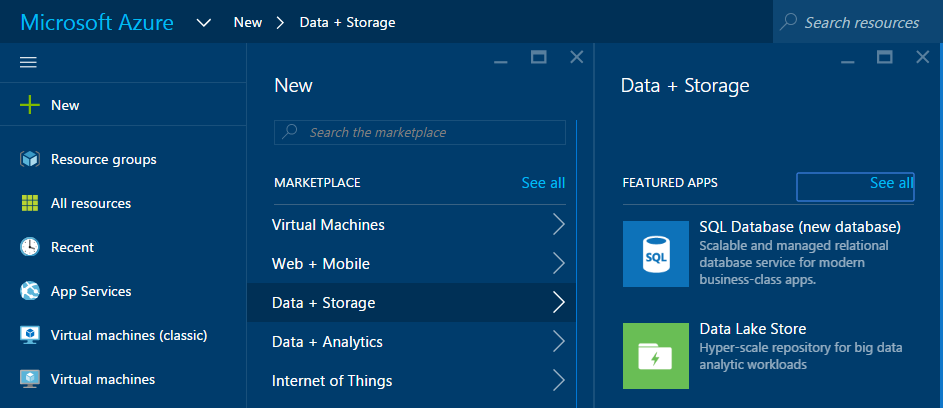 Microsoft Azure New > Data + Storage Search resources
New
Resource groups
All resources
Recent
App Services
Virtual machines (classic)
Virtual machines
New
Search the marketplace
MARKETPLACE See all
Virtual Machines
Web + Mobile
Data + Storage
Data + Analytics
Internet of Things
Data + Storage
FEATURED APPS See all
SQL
SQL Database (new database)
Scalable and managed relational
database service for modern
business-class apps.
Data Lake Store
Hyper-scale repository for big data
analytic workloads